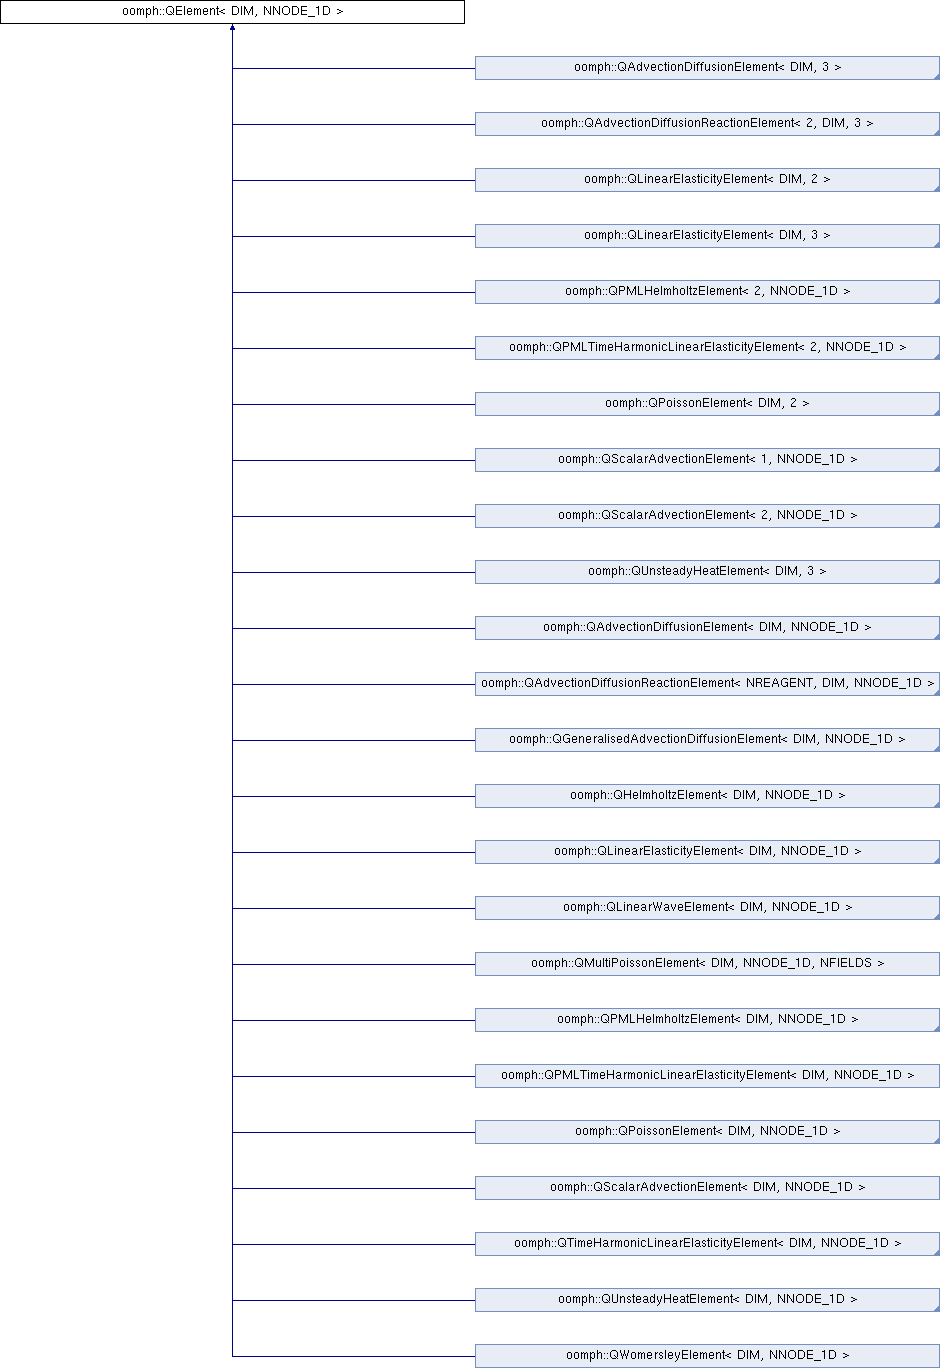 oomph::QElement< DIM, NNODE_1D >
oomph::QAdvectionDiffusionElement< DIM, 3 >
oomph::QAdvectionDiffusionReactionElement< 2, DIM, 3 >
oomph::QLinearElasticityElement< DIM, 2 >
oomph::QLinearElasticityElement< DIM, 3 >
oomph::QPMLHelmholtzElement< 2, NNODE_1D >
oomph::QPMLTimeHarmonicLinearElasticityElement< 2, NNODE_1D >
oomph::QPoissonElement< DIM, 2 >
oomph::QScalarAdvectionElement< 1, NNODE_1D >
oomph::QScalarAdvectionElement< 2, NNODE_1D >
oomph::QUnsteadyHeatElement< DIM, 3 >
oomph::QAdvectionDiffusionElement< DIM, NNODE_1D >
oomph::QAdvectionDiffusionReactionElement< NREAGENT, DIM, NNODE_1D >
oomph::QGeneralisedAdvectionDiffusionElement< DIM, NNODE_1D >
oomph::QHelmholtzElement< DIM, NNODE_1D >
oomph::QLinearElasticityElement< DIM, NNODE_1D >
oomph::QLinearWaveElement< DIM, NNODE_1D >
oomph::QMultiPoissonElement< DIM, NNODE_1D, NFIELDS >
oomph::QPMLHelmholtzElement< DIM, NNODE_1D >
oomph::QPMLTimeHarmonicLinearElasticityElement< DIM, NNODE_1D >
oomph::QPoissonElement< DIM, NNODE_1D >
oomph::QScalarAdvectionElement< DIM, NNODE_1D >
oomph::QTimeHarmonicLinearElasticityElement< DIM, NNODE_1D >
oomph::QUnsteadyHeatElement< DIM, NNODE_1D >
oomph::QWomersleyElement< DIM, NNODE_1D >